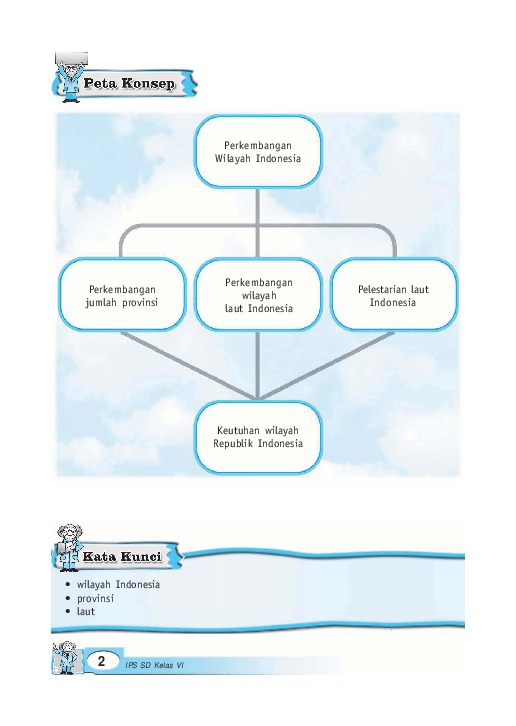 Peta Konsep
Perkembangan
Wilayah Indonesia
Perkembangan
jumlah provinsi
Perkembangan
wilayah
laut Indonesia
Pelestarian laut
Indonesia
Keutuhan wilayah
Republik Indonesia
Kata Kunci
• wilayah Indonesia
• provinsi
• laut
2
IPS SD Kelas VI